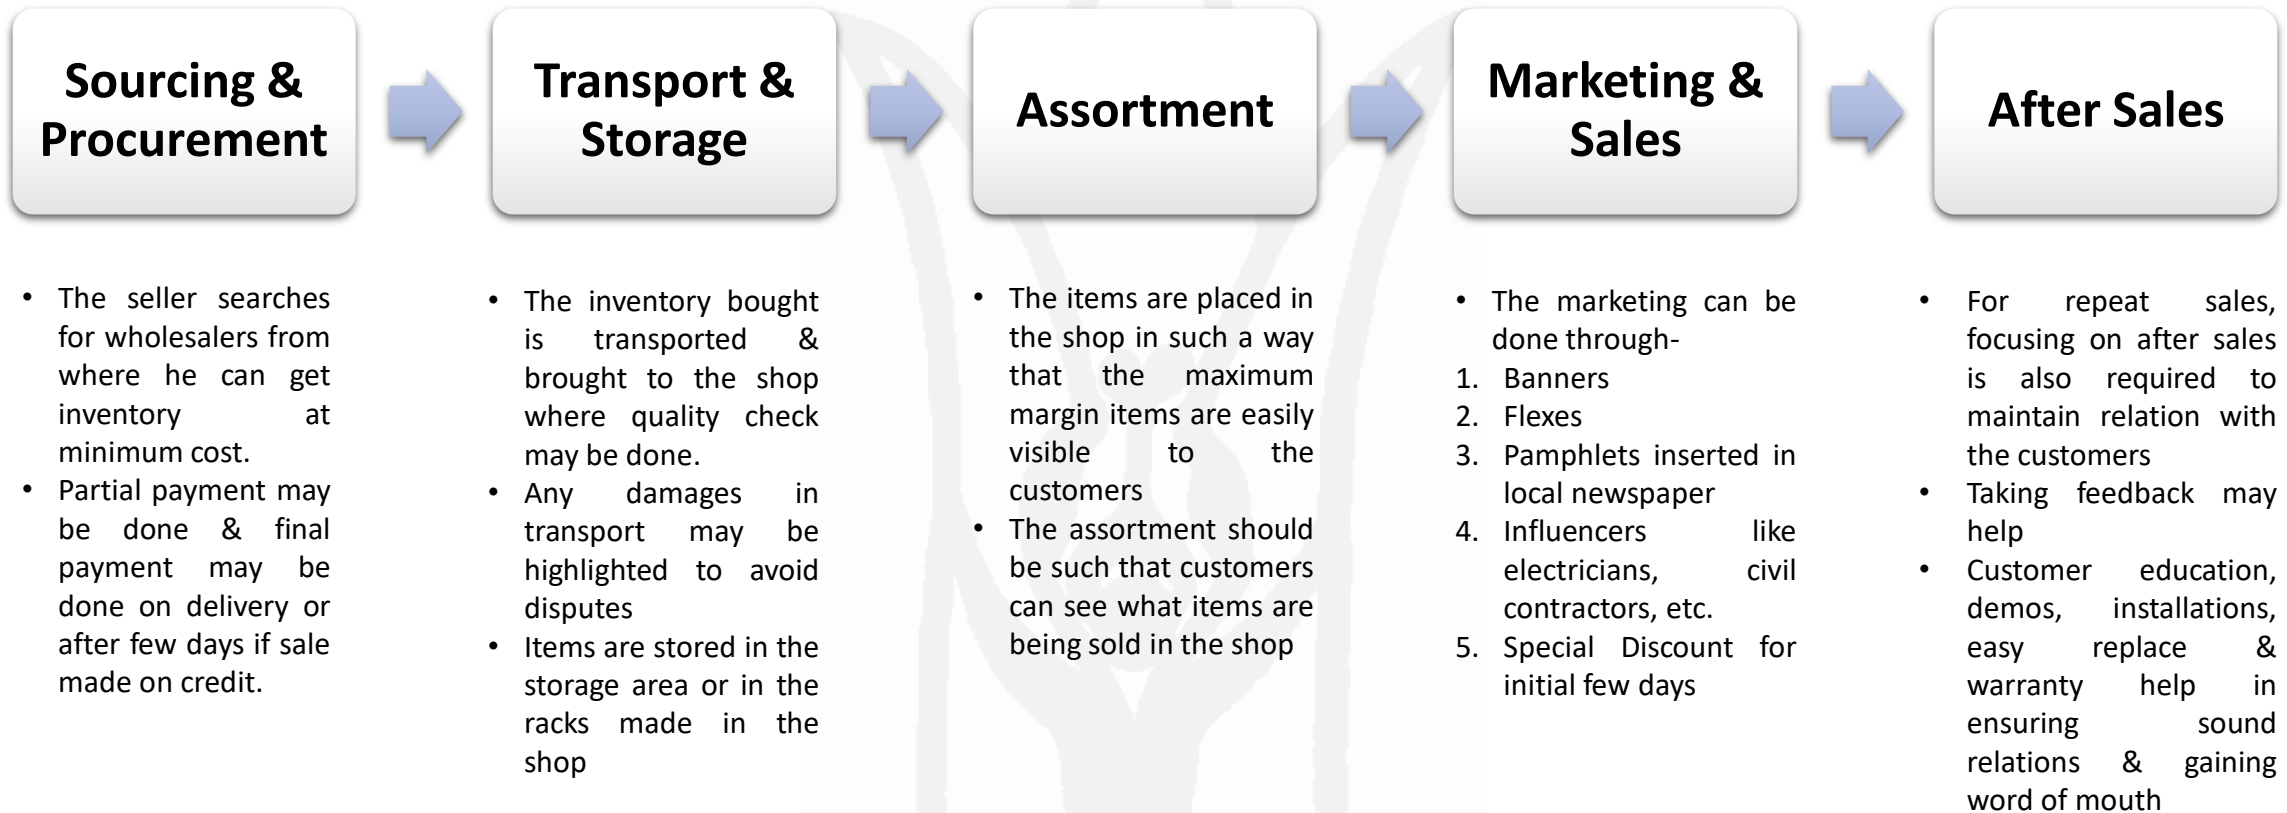 Sourcing &
Procurement
Transport &
Storage
Assortment
Marketing &
Sales
After Sales
• The seller searches
for wholesalers from
where he can get
inventory at
minimum cost.
• Partial payment may
be done & final
payment may be
done on delivery or
after few days if sale
made on credit.
• The inventory bought
is transported &
brought to the shop
where quality check
may be done.
• Any damages in
transport may be
highlighted to avoid
disputes
• Items are stored in the
storage area or in the
racks made in the
shop
• The items are placed in
the shop in such a way
that the maximum
margin items are easily
visible to the
customers
• The assortment should
be such that customers
can see what items are
being sold in the shop
• The marketing can be
done through-
1. Banners
2. Flexes
3. Pamphlets inserted in
local newspaper
4. Influencers like
electricians, civil
contractors, etc.
5. Special Discount for
initial few days
• For repeat sales,
focusing on after sales
is also required to
maintain relation with
the customers
• Taking feedback may
help
• Customer education,
demos, installations,
easy replace &
warranty help in
ensuring sound
relations & gaining
word of mouth